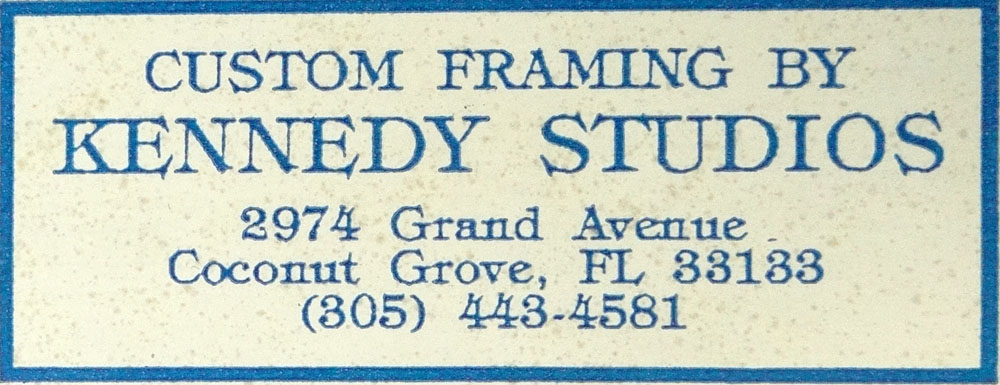 CUSTOM FRAMING BY
KENNEDY STUDIOS
2974 Grand Avenue
Coconut Grove, FL 33133
(305) 443-4581